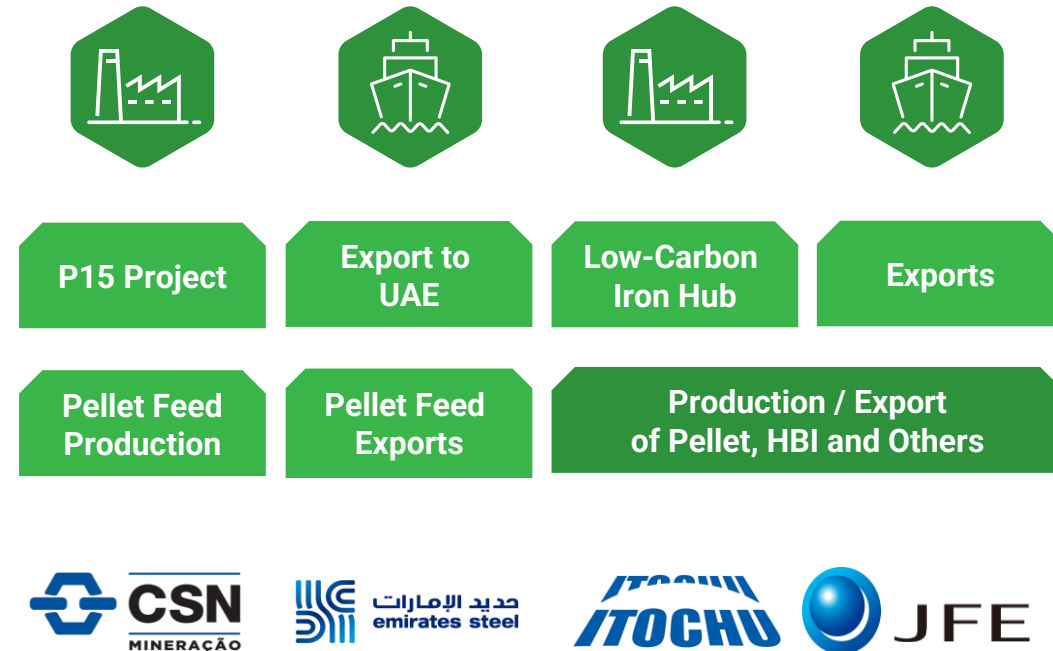 P15 Project
Export to
UAE
Low-Carbon
Iron Hub
Exports
Pellet Feed
Production
Pellet Feed
Exports
Production / Export
of Pellet, HBI and Others
CSN
MINERAÇÃO
حديد الإمارات
emirates steel
ITOCHU
ITOCHU
JFE